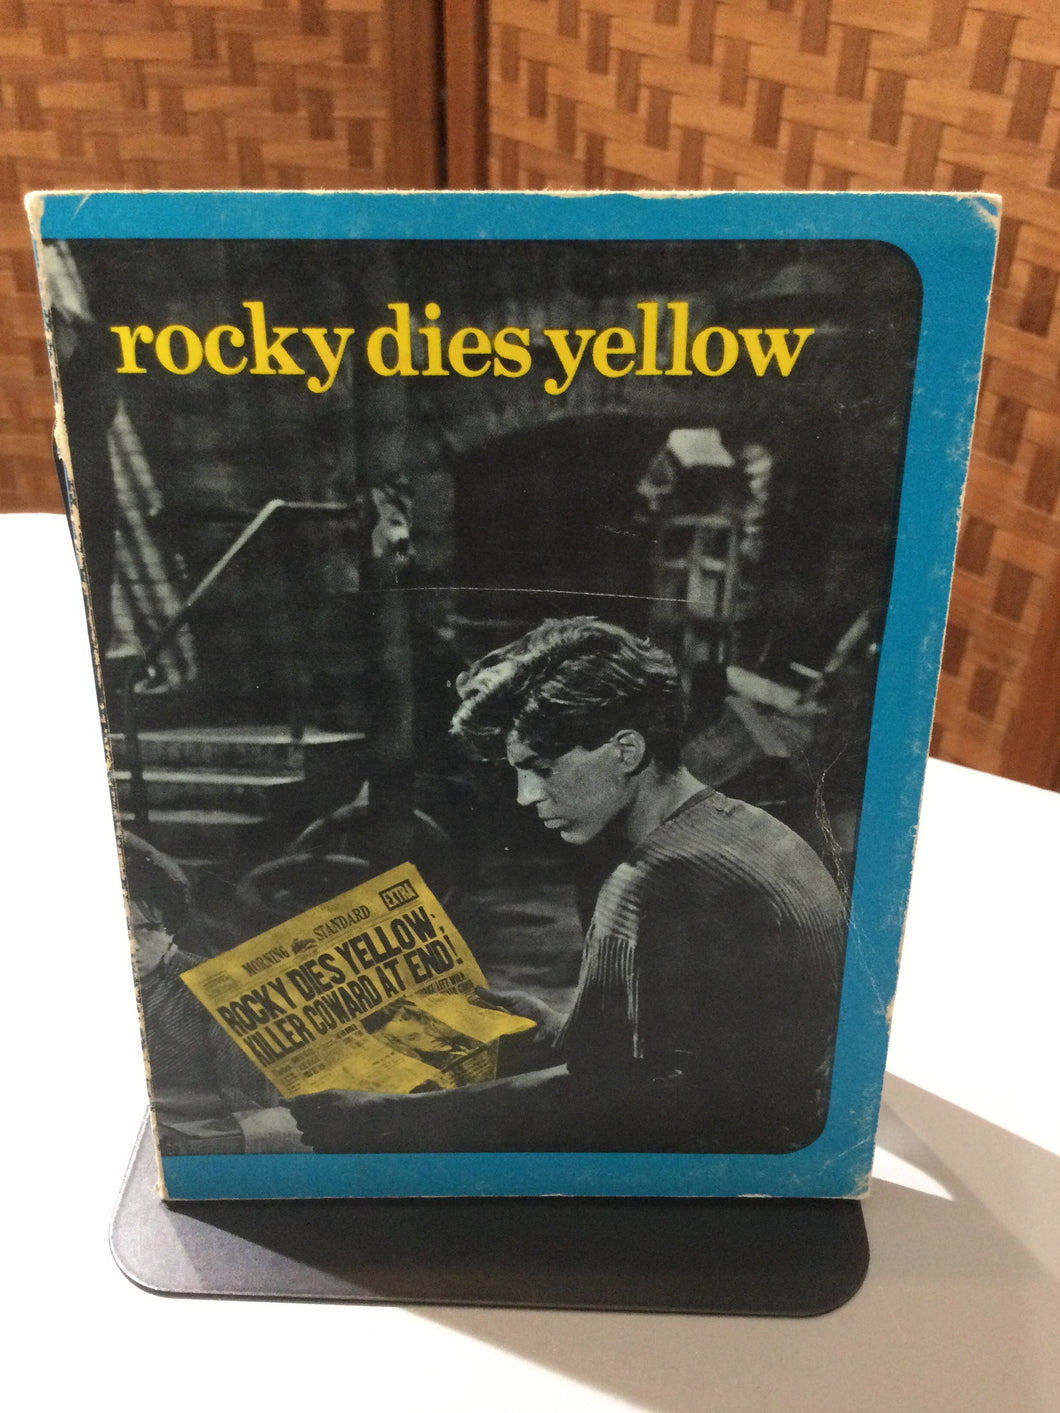 rocky dies yellow
EXTRA
MORNING STANDARD
ROCKY DIES YELLOW;
KILLER COWARD AT END!